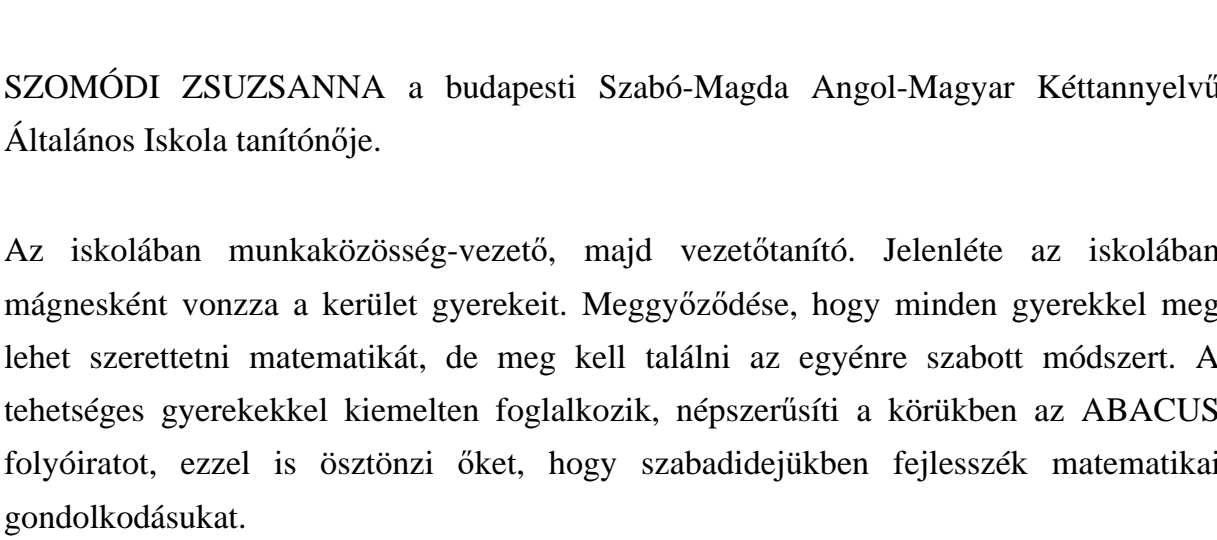 SZOMÓDI ZSUZSANNA a budapesti Szabó-Magda Angol-Magyar Kéttannyelvű
Általános Iskola tanítónője.
Az iskolában munkaközösség-vezető, majd vezetőtanító. Jelenléte az iskolában
mágnesként vonzza a kerület gyerekeit. Meggyőződése, hogy minden gyerekkel meg
lehet szerettetni matematikát, de meg kell találni az egyénre szabott módszert. A
tehetséges gyerekekkel kiemelten foglalkozik, népszerűsíti a körükben az ABACUS
folyóiratot, ezzel is ösztönzi őket, hogy szabadidejükben fejlesszék matematikai
gondolkodásukat.